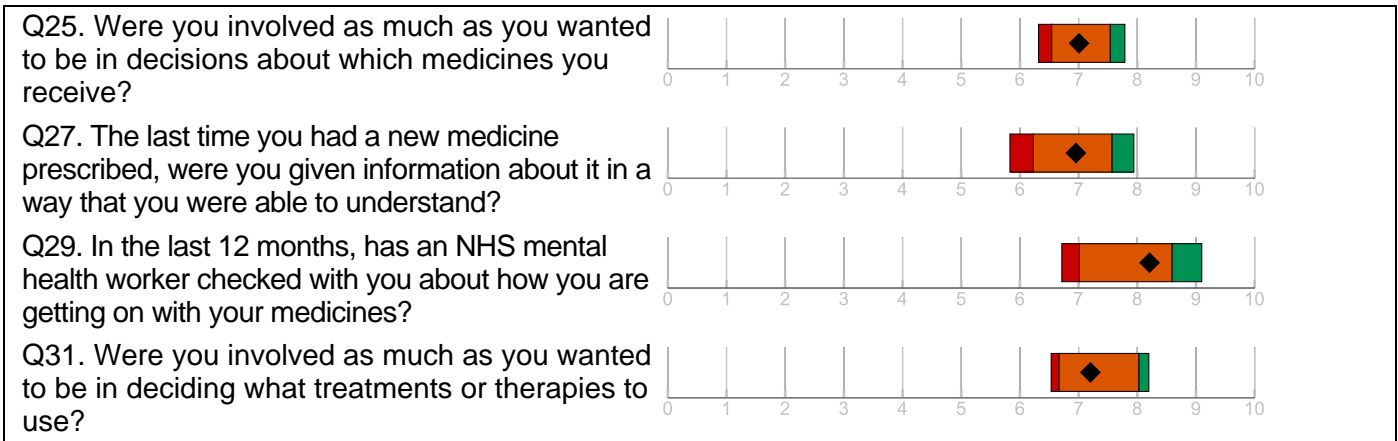 Q25. Were you involved as much as you wanted
to be in decisions about which medicines you
receive?
0 1 2 3 4 5 6 7 8 9 10
Q27. The last time you had a new medicine
prescribed, were you given information about it in a
way that you were able to understand?
0 1 2 3 4 5 6 7 8 9 10
Q29. In the last 12 months, has an NHS mental
health worker checked with you about how you are
getting on with your medicines?
0 1 2 3 4 5 6 7 8 9 10
Q31. Were you involved as much as you wanted
to be in deciding what treatments or therapies to
use?
0 1 2 3 4 5 6 7 8 9 10